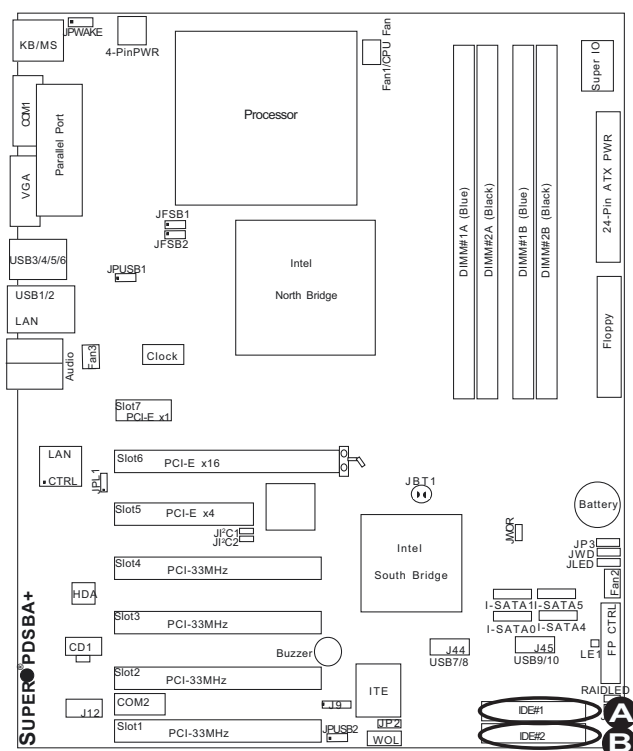 JPWAKE
KB/MS
4-PinPWR
Fan1/CPU Fan
Super IO
COM1
Parallel Port
VGA
Processor
24-Pin ATX PWR
DIMM#1A (Blue)
DIMM#2A (Black)
DIMM#1B (Blue)
DIMM#2B (Black)
JFSB1
JFSB2
USB3/4/5/6
JPUSB1
Intel
North Bridge
USB1/2
LAN
Floppy
Audio
Fan3
Clock
Slot7
PCI-E x1
LAN
CTRL
JPL1
Slot6
PCI-E x16
JBT1
Battery
Slot5
PCI-E x4
JI²C1
JI²C2
JWOR
JP3
JWD
JLED
Intel
South Bridge
Slot4
PCI-33MHz
Fan2
HDA
I-SATA1
I-SATA5
I-SATA0
I-SATA4
FP CTRL
Slot3
PCI-33MHz
CD1
Buzzer
J44
USB7/8
J45
USB9/10
LE1
Slot2
PCI-33MHz
ITE
RAIDLED
SUPER® PDSBA+
J12
COM2
J9
IDE#1
A
JP2
Slot1
PCI-33MHz
JPUSB2
WOL
IDE#2
B